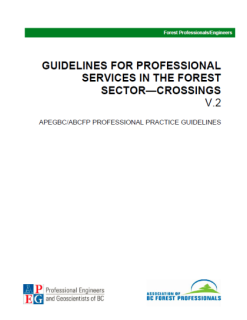 Forest Professionals/Engineers
GUIDELINES FOR PROFESSIONAL
SERVICES IN THE FOREST
SECTOR—CROSSINGS
V.2
APEGBC/ABCFP PROFESSIONAL PRACTICE GUIDELINES
P E
E G
Professional Engineers
and Geoscientists of BC
ASSOCIATION OF
BC FOREST PROFESSIONALS